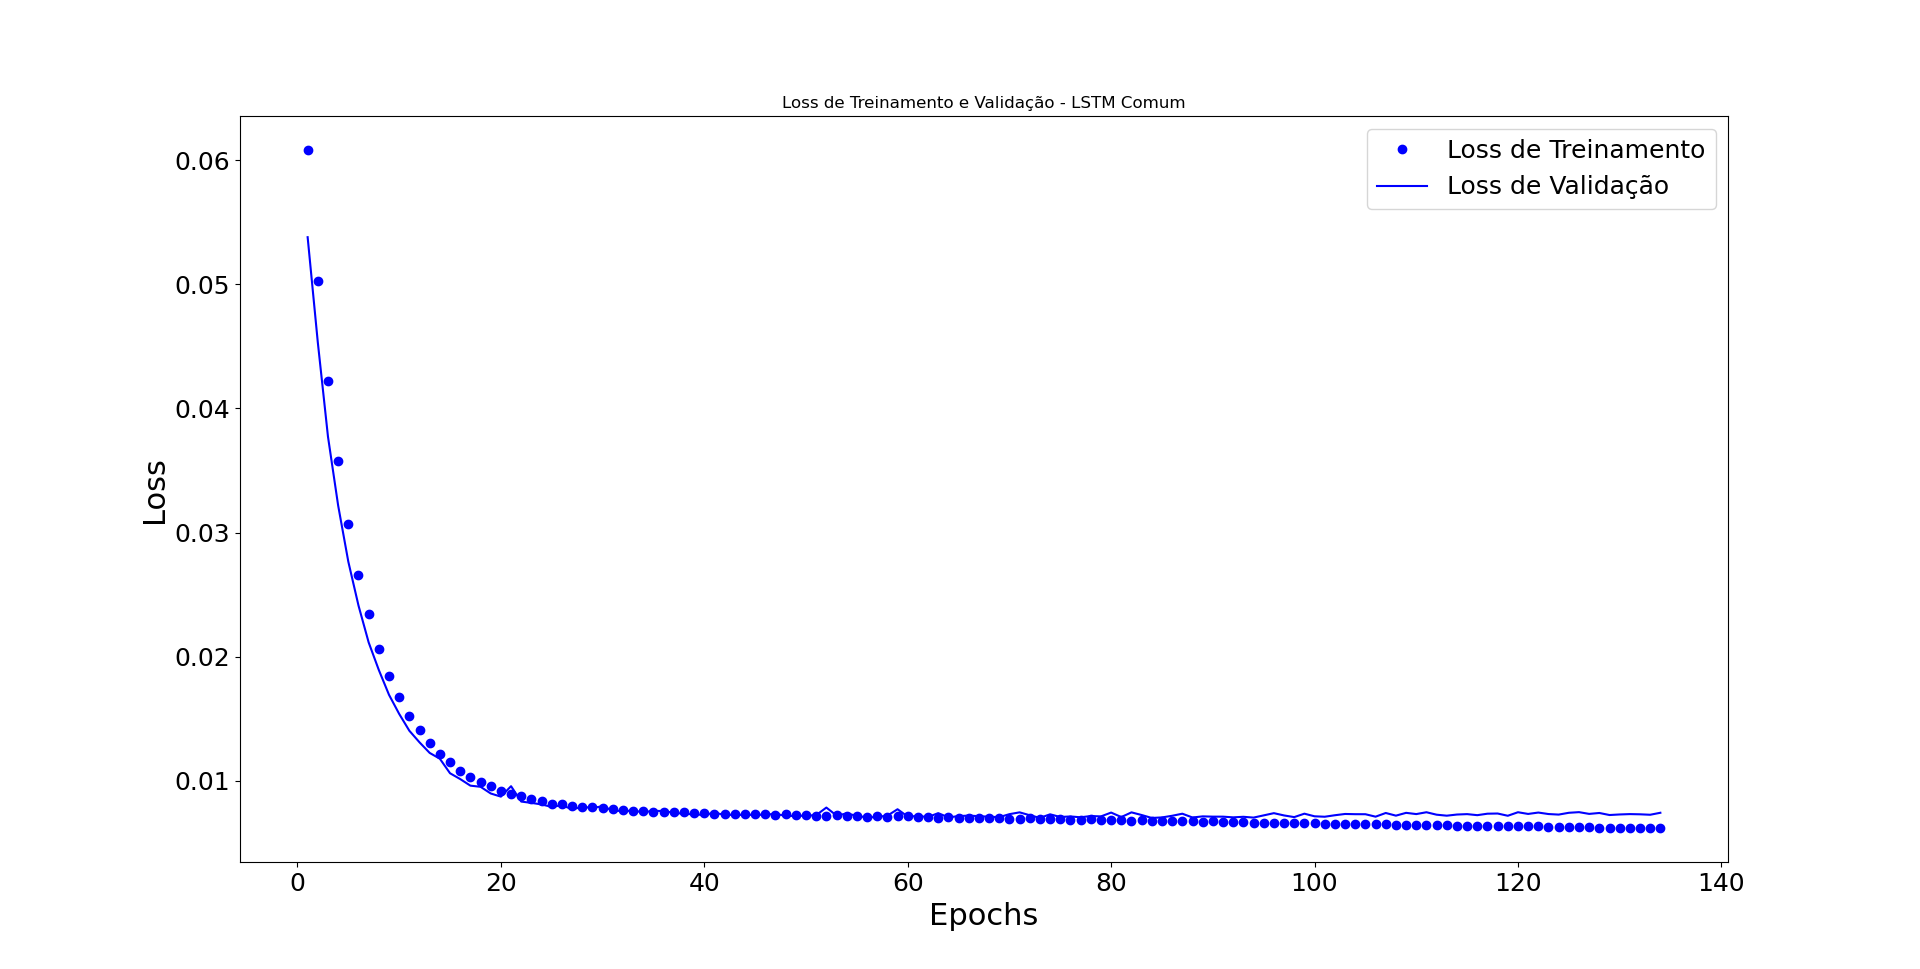 Loss de Treinamento e Validação - LSTM Comum
Loss de Treinamento
Loss de Validação
0.06
0.05
0.04
0.03
0.02
0.01
Loss
0 20 40 60 80 100 120 140
Epochs